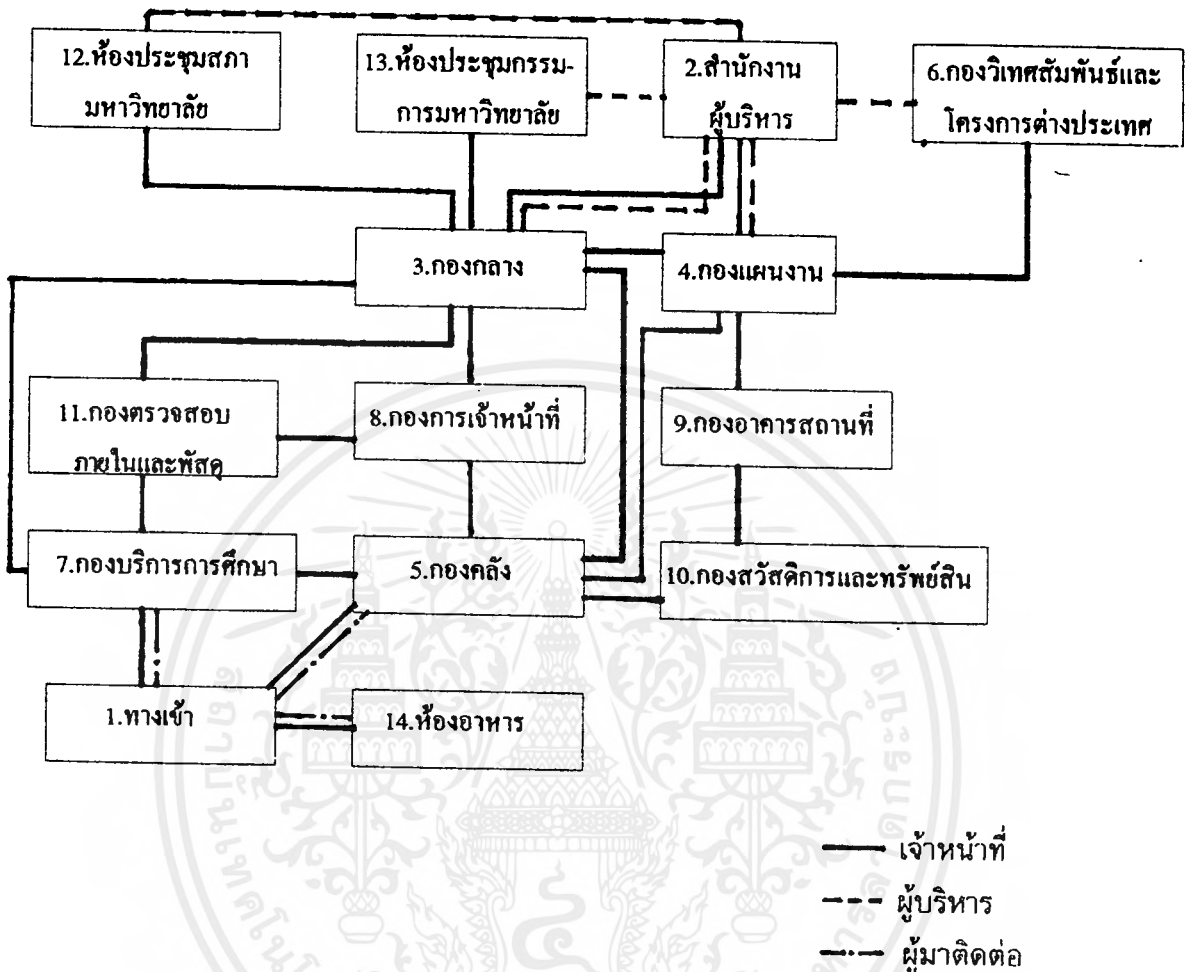 12.ห้องประชุมสภา
มหาวิทยาลัย
13.ห้องประชุมกรรม-
การมหาวิทยาลัย
2.สำนักงาน
ผู้บริหาร
6.กองวิเทศสัมพันธ์และ
โครงการต่างประเทศ
3.กองกลาง
4.กองแผนงาน
11.กองตรวจสอบ
ภายในและพัสดุ
8.กองการเจ้าหน้าที่
9.กองอาคารสถานที่
7.กองบริการการศึกษา
5.กองคลัง
10.กองสวัสดิการและทรัพย์สิน
1.ทางเข้า
14.ห้องอาหาร
เจ้าหน้าที่
ผู้บริหาร
ผู้มาติดต่อ